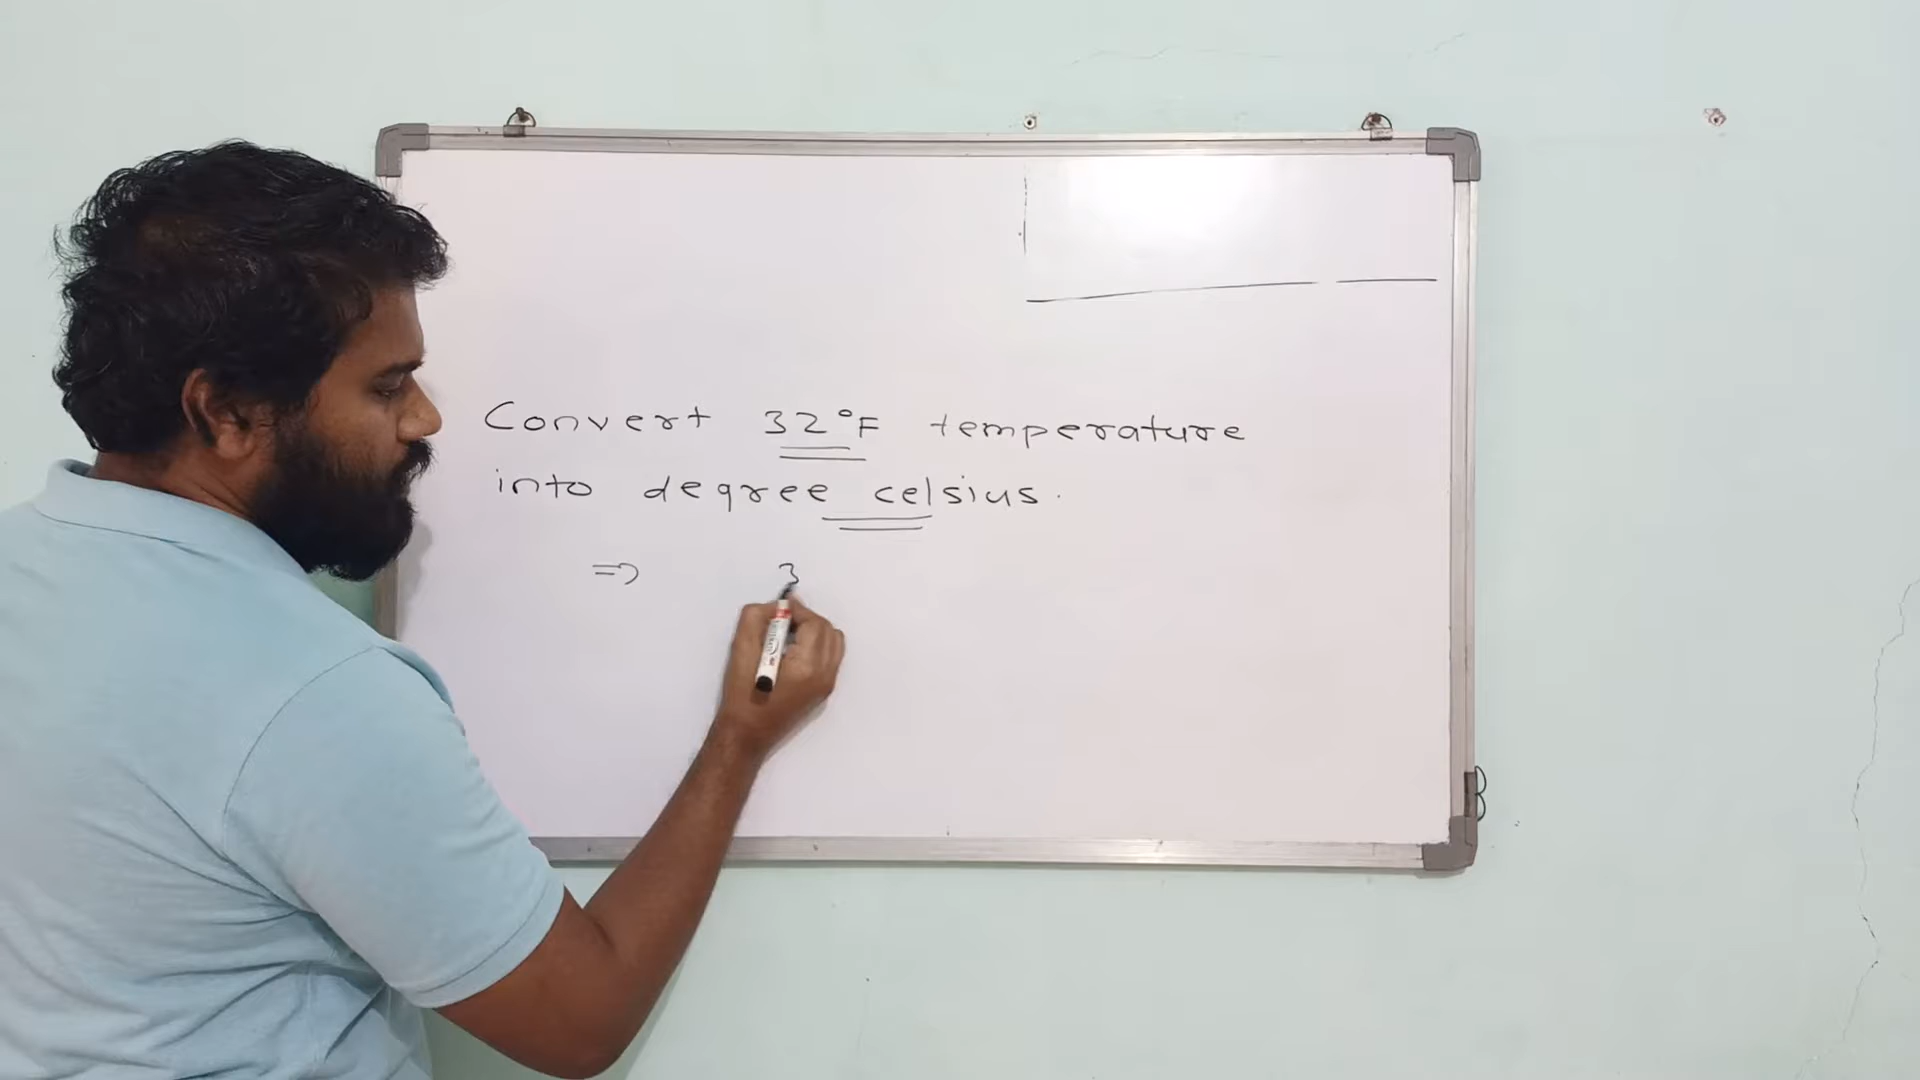 Convert 32°F temperature
into degree celsius.
⇒ 3